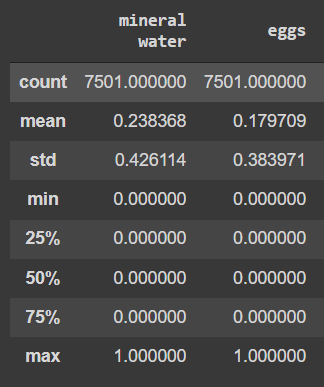 mineral
water eggs
count 7501.000000 7501.000000
mean 0.238368 0.179709
std 0.426114 0.383971
min 0.000000 0.000000
25% 0.000000 0.000000
50% 0.000000 0.000000
75% 0.000000 0.000000
max 1.000000 1.000000